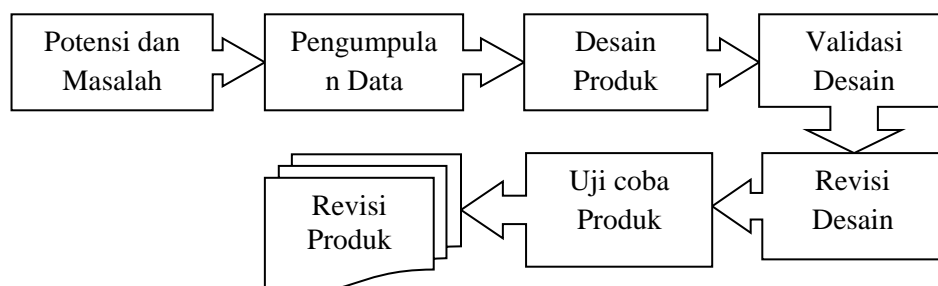 Potensi dan
Masalah
Pengumpula
n Data
Desain
Produk
Validasi
Desain
Revisi
Desain
Uji coba
Produk
Revisi
Produk